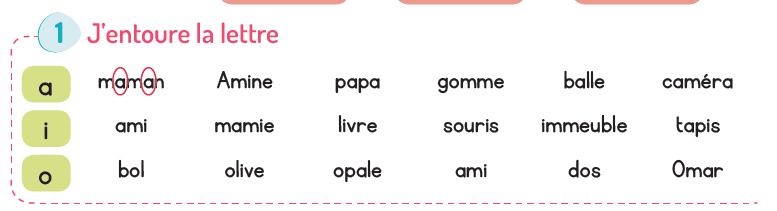 1 J'entoure la lettre
a maman Amine papa gomme balle caméra
i ami mamie livre souris immeuble tapis
o bol olive opale ami dos Omar